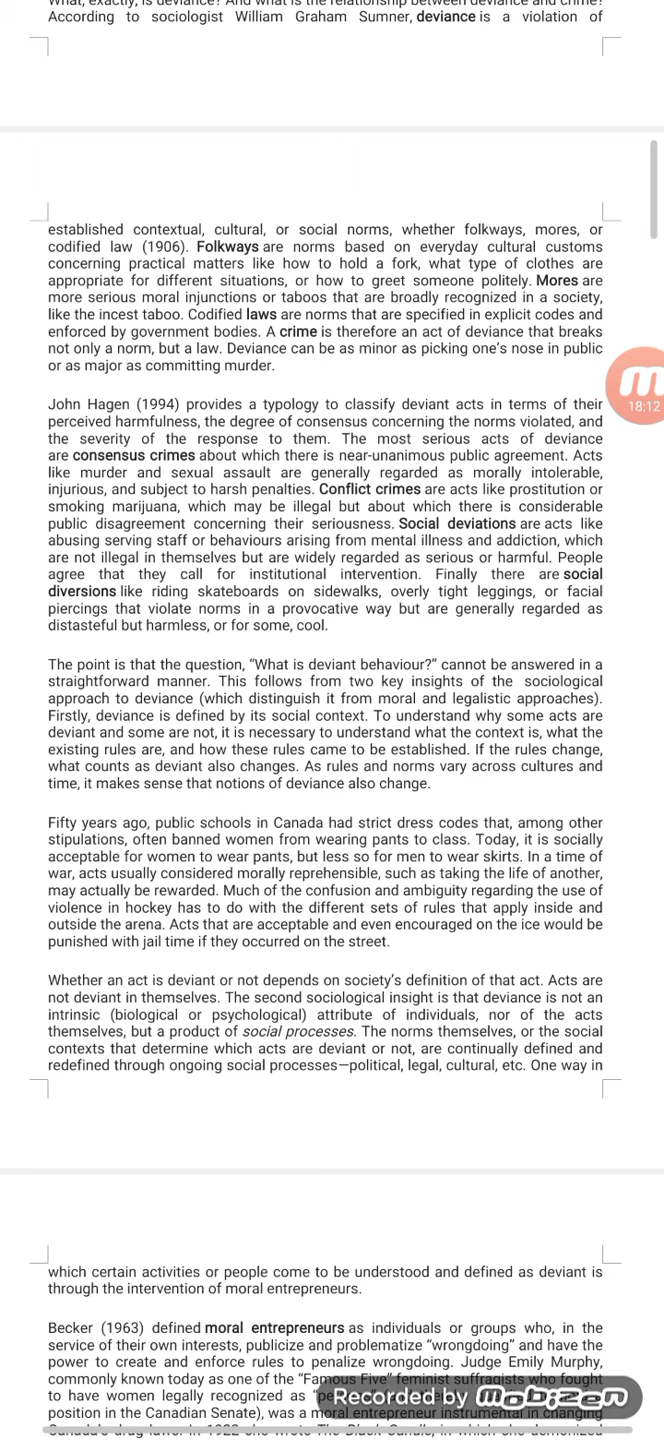 What, exactly, is deviance? And what is the relationship between deviance and crime?
According to sociologist William Graham Sumner, deviance is a violation of
established contextual, cultural, or social norms, whether folkways, mores, or
codified law (1906). Folkways are norms based on everyday cultural customs
concerning practical matters like how to hold a fork, what type of clothes are
appropriate for different situations, or how to greet someone politely. Mores are
more serious moral injunctions or taboos that are broadly recognized in a society,
like the incest taboo. Codified laws are norms that are specified in explicit codes and
enforced by government bodies. A crime is therefore an act of deviance that breaks
not only a norm, but a law. Deviance can be as minor as picking one’s nose in public
or as major as committing murder.
18:12
John Hagen (1994) provides a typology to classify deviant acts in terms of their
perceived harmfulness, the degree of consensus concerning the norms violated, and
the severity of the response to them. The most serious acts of deviance
are consensus crimes about which there is near-unanimous public agreement. Acts
like murder and sexual assault are generally regarded as morally intolerable,
injurious, and subject to harsh penalties. Conflict crimes are acts like prostitution or
smoking marijuana, which may be illegal but about which there is considerable
public disagreement concerning their seriousness. Social deviations are acts like
abusing serving staff or behaviours arising from mental illness and addiction, which
are not illegal in themselves but are widely regarded as serious or harmful. People
agree that they call for institutional intervention. Finally there are social
diversions like riding skateboards on sidewalks, overly tight leggings, or facial
piercings that violate norms in a provocative way but are generally regarded as
distasteful but harmless, or for some, cool.
The point is that the question, “What is deviant behaviour?” cannot be answered in a
straightforward manner. This follows from two key insights of the sociological
approach to deviance (which distinguish it from moral and legalistic approaches).
Firstly, deviance is defined by its social context. To understand why some acts are
deviant and some are not, it is necessary to understand what the context is, what the
existing rules are, and how these rules came to be established. If the rules change,
what counts as deviant also changes. As rules and norms vary across cultures and
time, it makes sense that notions of deviance also change.
Fifty years ago, public schools in Canada had strict dress codes that, among other
stipulations, often banned women from wearing pants to class. Today, it is socially
acceptable for women to wear pants, but less so for men to wear skirts. In a time of
war, acts usually considered morally reprehensible, such as taking the life of another,
may actually be rewarded. Much of the confusion and ambiguity regarding the use of
violence in hockey has to do with the different sets of rules that apply inside and
outside the arena. Acts that are acceptable and even encouraged on the ice would be
punished with jail time if they occurred on the street.
Whether an act is deviant or not depends on society’s definition of that act. Acts are
not deviant in themselves. The second sociological insight is that deviance is not an
intrinsic (biological or psychological) attribute of individuals, nor of the acts
themselves, but a product of social processes. The norms themselves, or the social
contexts that determine which acts are deviant or not, are continually defined and
redefined through ongoing social processes—political, legal, cultural, etc. One way in
which certain activities or people come to be understood and defined as deviant is
through the intervention of moral entrepreneurs.
Becker (1963) defined moral entrepreneurs as individuals or groups who, in the
service of their own interests, publicize and problematize “wrongdoing” and have the
power to create and enforce rules to penalize wrongdoing. Judge Emily Murphy,
commonly known today as one of the “Famous Five” feminist suffragists who fought
to have women legally recognized as
Recorded by MOBIZEN
position in the Canadian Senate), was a moral entrepreneur instrumental in changing
Canada's drug laws. In 1922 she wrote The Black Candle, in which she demonized